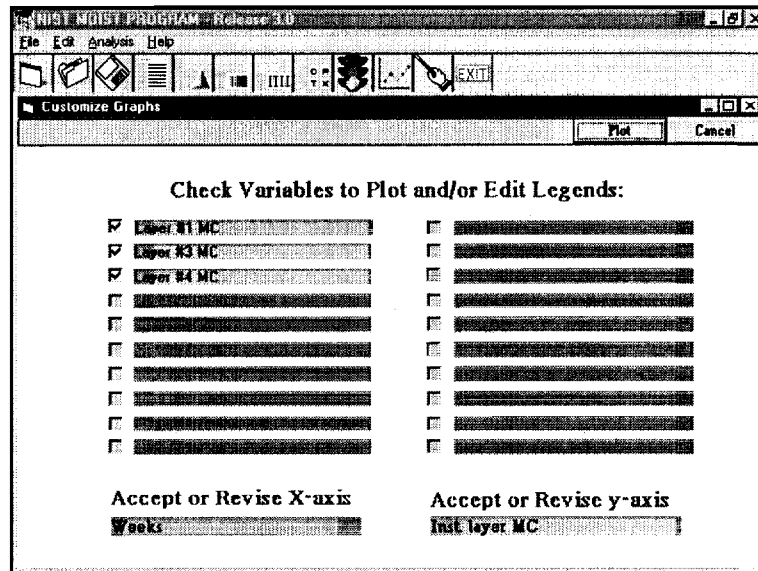 NIST MOIST PROGRAM - Release 3.0
File Edit Analysis Help
EXIT
Customize Graphs
Plot Cancel
Check Variables to Plot and/or Edit Legends:
Layer #1 MC
Layer #3 MC
Layer #4 MC
Accept or Revise X-axis
Weeks
Accept or Revise y-axis
Inst. layer MC